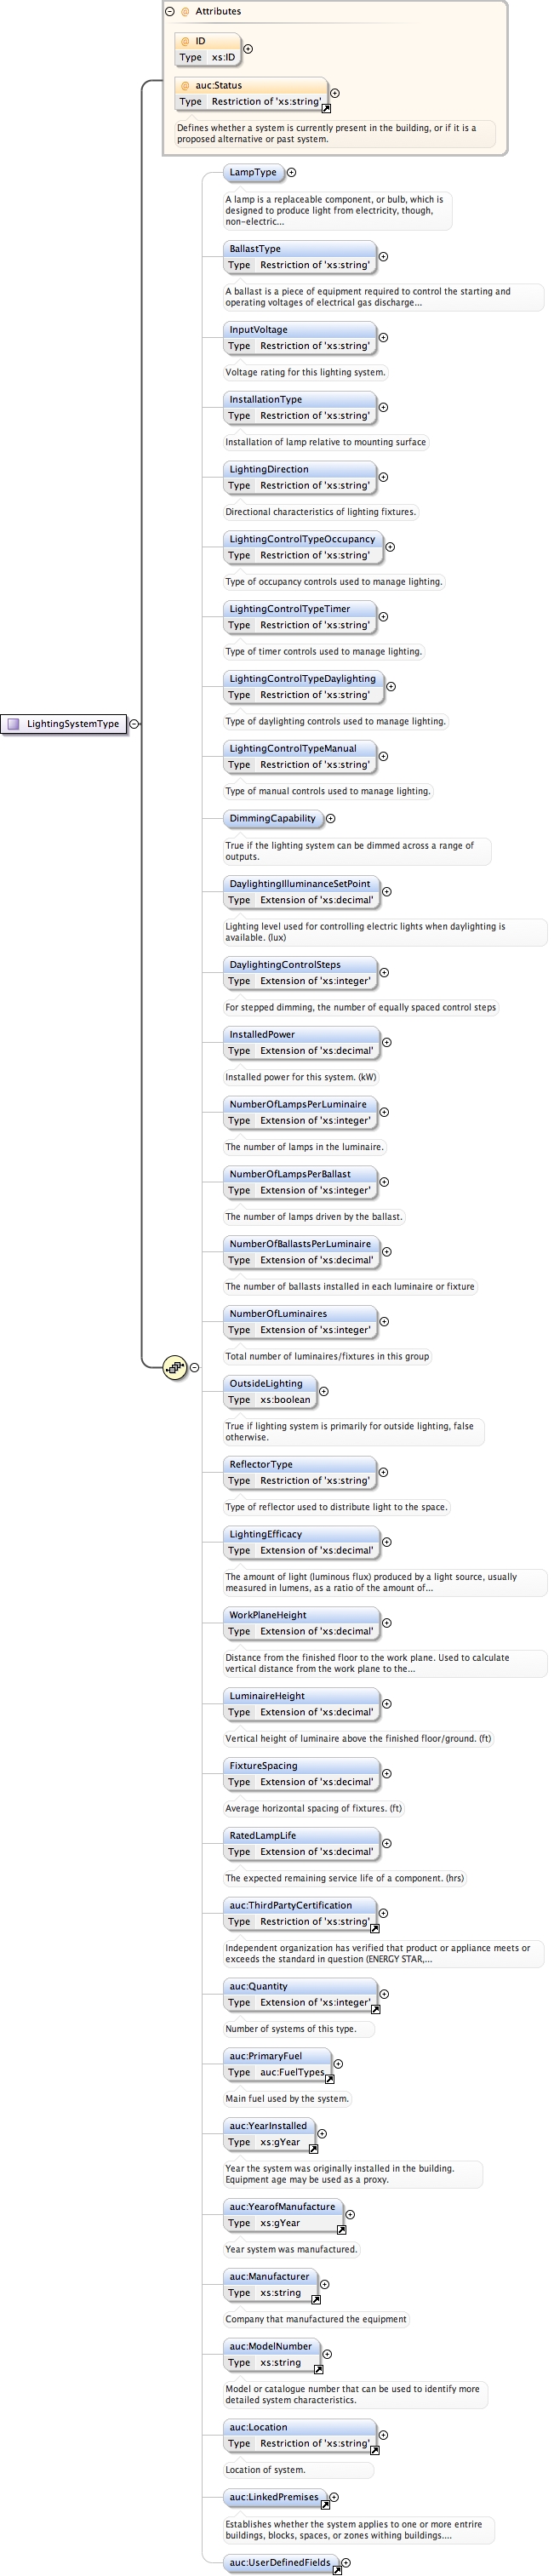 Attributes
ID
Type xs:ID
auc:Status
Type Restriction of 'xs:string'
Defines whether a system is currently present in the building, or if it is a
proposed alternative or past system.
LampType
A lamp is a replaceable component, or bulb, which is
designed to produce light from electricity, though,
non-electric...
BallastType
Type Restriction of 'xs:string'
A ballast is a piece of equipment required to control the starting and
operating voltages of electrical gas discharge...
InputVoltage
Type Restriction of 'xs:string'
Voltage rating for this lighting system.
InstallationType
Type Restriction of 'xs:string'
Installation of lamp relative to mounting surface
LightingDirection
Type Restriction of 'xs:string'
Directional characteristics of lighting fixtures.
LightingControlTypeOccupancy
Type Restriction of 'xs:string'
Type of occupancy controls used to manage lighting.
LightingControlTypeTimer
Type Restriction of 'xs:string'
Type of timer controls used to manage lighting.
LightingControlTypeDaylighting
Type Restriction of 'xs:string'
Type of daylighting controls used to manage lighting.
LightingSystemType
LightingControlTypeManual
Type Restriction of 'xs:string'
Type of manual controls used to manage lighting.
DimmingCapability
True if the lighting system can be dimmed across a range of
outputs.
DaylightingIlluminanceSetPoint
Type Extension of 'xs:decimal'
Lighting level used for controlling electric lights when daylighting is
available. (lux)
DaylightingControlSteps
Type Extension of 'xs:integer'
For stepped dimming, the number of equally spaced control steps
InstalledPower
Type Extension of 'xs:decimal'
Installed power for this system. (kW)
NumberOfLampsPerLuminaire
Type Extension of 'xs:integer'
The number of lamps in the luminaire.
NumberOfLampsPerBallast
Type Extension of 'xs:integer'
The number of lamps driven by the ballast.
NumberOfBallastsPerLuminaire
Type Extension of 'xs:decimal'
The number of ballasts installed in each luminaire or fixture
NumberOfLuminaires
Type Extension of 'xs:integer'
Total number of luminaires/fixtures in this group
OutsideLighting
Type xs:boolean
True if lighting system is primarily for outside lighting, false
otherwise.
ReflectorType
Type Restriction of 'xs:string'
Type of reflector used to distribute light to the space.
LightingEfficacy
Type Extension of 'xs:decimal'
The amount of light (luminous flux) produced by a light source, usually
measured in lumens, as a ratio of the amount of...
WorkPlaneHeight
Type Extension of 'xs:decimal'
Distance from the finished floor to the work plane. Used to calculate
vertical distance from the work plane to the...
LuminaireHeight
Type Extension of 'xs:decimal'
Vertical height of luminaire above the finished floor/ground. (ft)
FixtureSpacing
Type Extension of 'xs:decimal'
Average horizontal spacing of fixtures. (ft)
RatedLampLife
Type Extension of 'xs:decimal'
The expected remaining service life of a component. (hrs)
auc:ThirdPartyCertification
Type Restriction of 'xs:string'
Independent organization has verified that product or appliance meets or
exceeds the standard in question (ENERGY STAR,...
auc:Quantity
Type Extension of 'xs:integer'
Number of systems of this type.
auc:PrimaryFuel
Type auc:FuelTypes
Main fuel used by the system.
auc:YearInstalled
Type xs:gYear
Year the system was originally installed in the building.
Equipment age may be used as a proxy.
auc:YearofManufacture
Type xs:gYear
Year system was manufactured.
auc:Manufacturer
Type xs:string
Company that manufactured the equipment
auc:ModelNumber
Type xs:string
Model or catalogue number that can be used to identify more
detailed system characteristics.
auc:Location
Type Restriction of 'xs:string'
Location of system.
auc:LinkedPremises
Establishes whether the system applies to one or more entrire
buildings, blocks, spaces, or zones withing buildings....
auc:UserDefinedFields